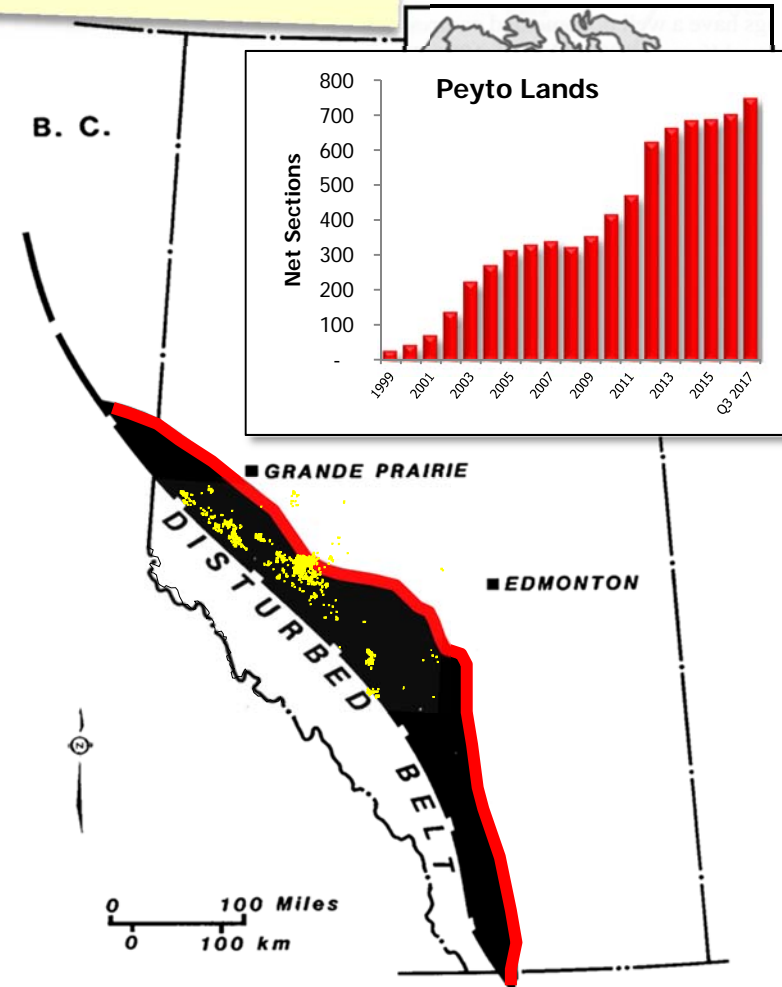 B. C.
Peyto Lands
Net Sections
800
700
600
500
400
300
200
100
-
1999
2001
2003
2005
2007
2009
2011
2013
2015
Q3 2017
GRANDE PRAIRIE
EDMONTON
DISTURBED
BELT
N
0 100 Miles
0 100 km